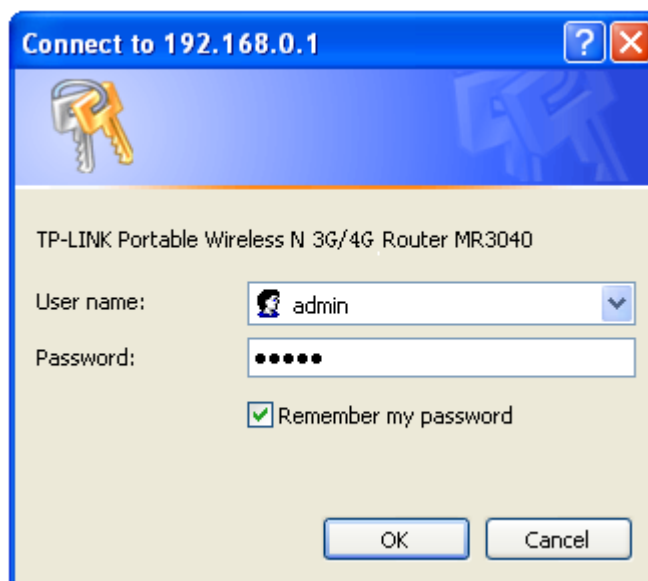 Connect to 192.168.0.1
TP-LINK Portable Wireless N 3G/4G Router MR3040
User name:
admin
Password:
•••••
Remember my password
OK
Cancel